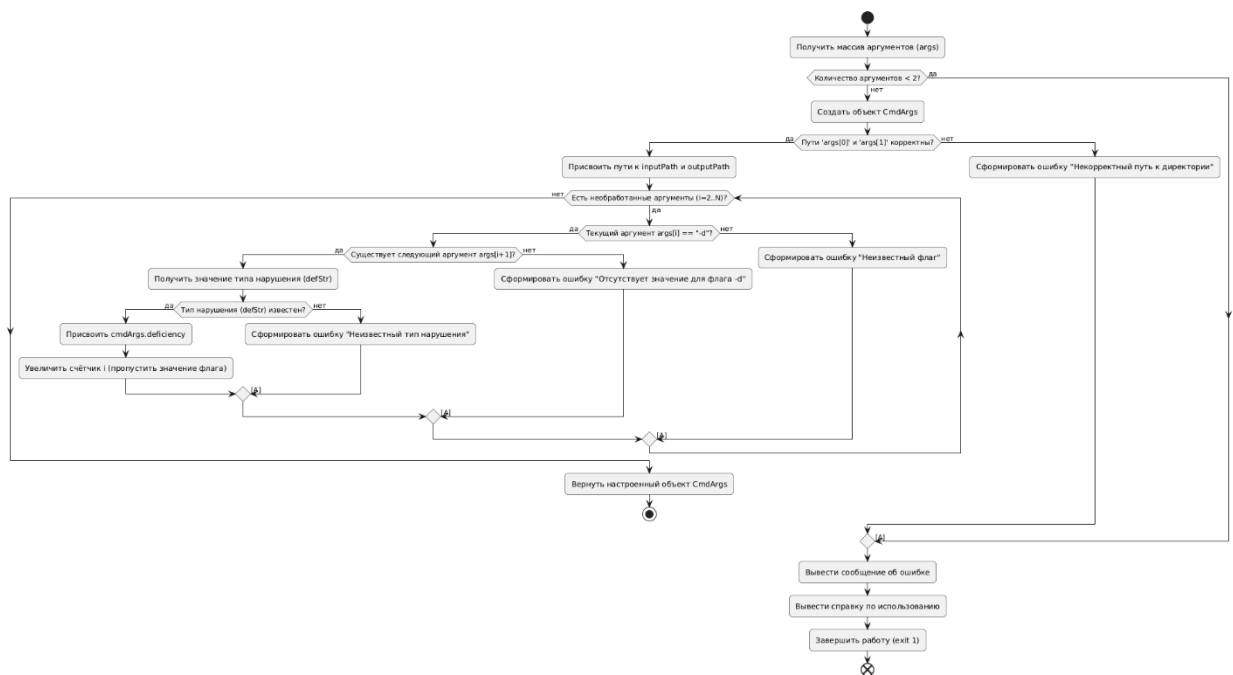 Получить массив аргументов (args)
Количество аргументов < 2?
да
нет
Создать объект CmdArgs
да
Пути 'args[0]' и 'args[1]' корректны?
нет
Присвоить пути к inputPath и outputPath
Сформировать ошибку "Некорректный путь к директории"
нет
Есть необработанные аргументы (i=2..N)?
да
да
Текущий аргумент args[i] == "-d"?
нет
да
Существует следующий аргумент args[i+1]?
нет
Сформировать ошибку "Неизвестный флаг"
Получить значение типа нарушения (defStr)
Сформировать ошибку "Отсутствует значение для флага -d"
да
Тип нарушения (defStr) известен?
нет
Присвоить cmdArgs.deficiency
Сформировать ошибку "Неизвестный тип нарушения"
Увеличить счётчик i (пропустить значение флага)
[A]
[A]
[A]
Вернуть настроенный объект CmdArgs
[A]
Вывести сообщение об ошибке
Вывести справку по использованию
Завершить работу (exit 1)